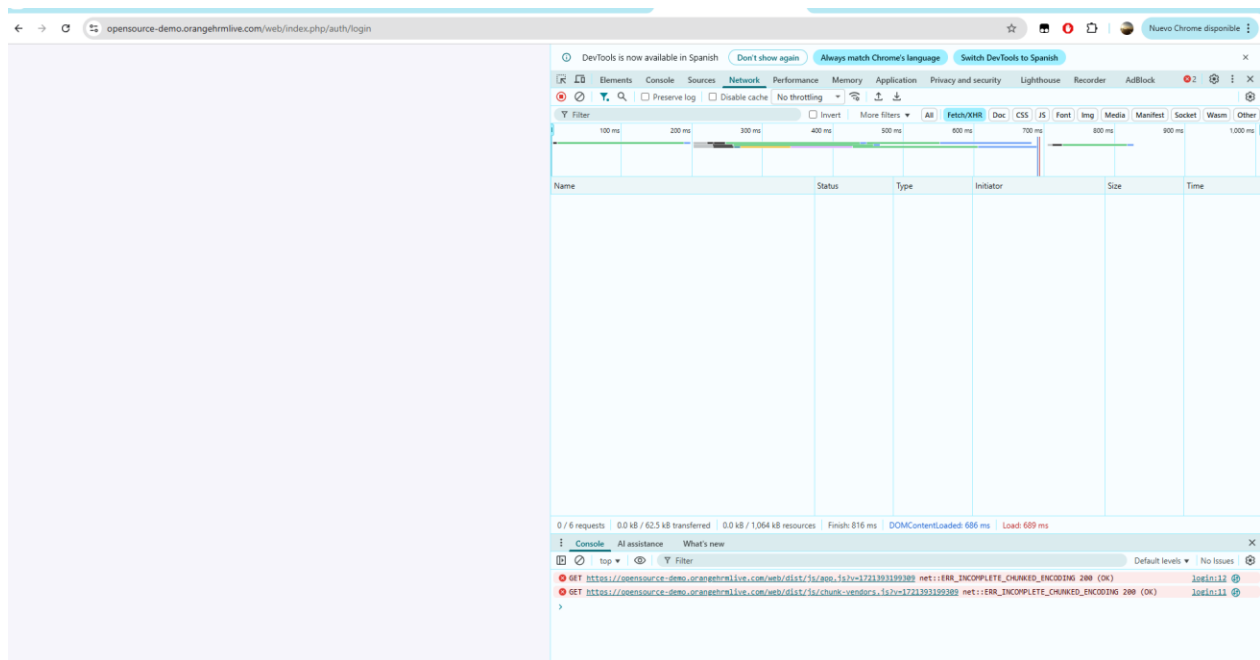 opensource-demo.orangehrmlive.com/web/index.php/auth/login Nuevo Chrome disponible
DevTools is now available in Spanish Don't show again Always match Chrome's language Switch DevTools to Spanish
Elements Console Sources Network Performance Memory Application Privacy and security Lighthouse Recorder AdBlock 2
Preserve log Disable cache No throttling
Filter Invert More filters All Fetch/XHR Doc CSS JS Font Img Media Manifest Socket Wasm Other
100 ms 200 ms 300 ms 400 ms 500 ms 600 ms 700 ms 800 ms 900 ms 1,000 ms
Name Status Type Initiator Size Time
0 / 6 requests 0.0 kB / 62.5 kB transferred 0.0 kB / 1,064 kB resources Finish: 816 ms DOMContentLoaded: 686 ms Load: 689 ms
Console AI assistance What's new
top Filter Default levels No Issues
GET https://opensource-demo.orangehrmlive.com/web/dist/js/app.js?v=1721393199309 net::ERR_INCOMPLETE_CHUNKED_ENCODING 200 (OK) login:12
GET https://opensource-demo.orangehrmlive.com/web/dist/js/chunk-vendors.js?v=1721393199309 net::ERR_INCOMPLETE_CHUNKED_ENCODING 200 (OK) login:11